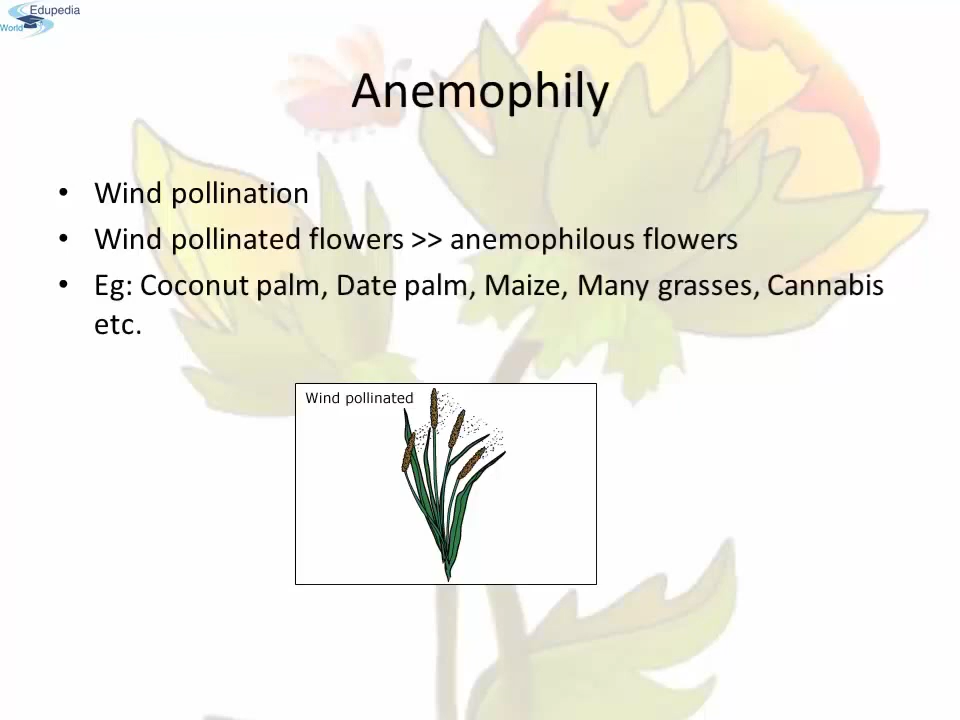 Edupedia
World
Anemophily
• Wind pollination
• Wind pollinated flowers >> anemophilous flowers
• Eg: Coconut palm, Date palm, Maize, Many grasses, Cannabis
etc.
Wind pollinated